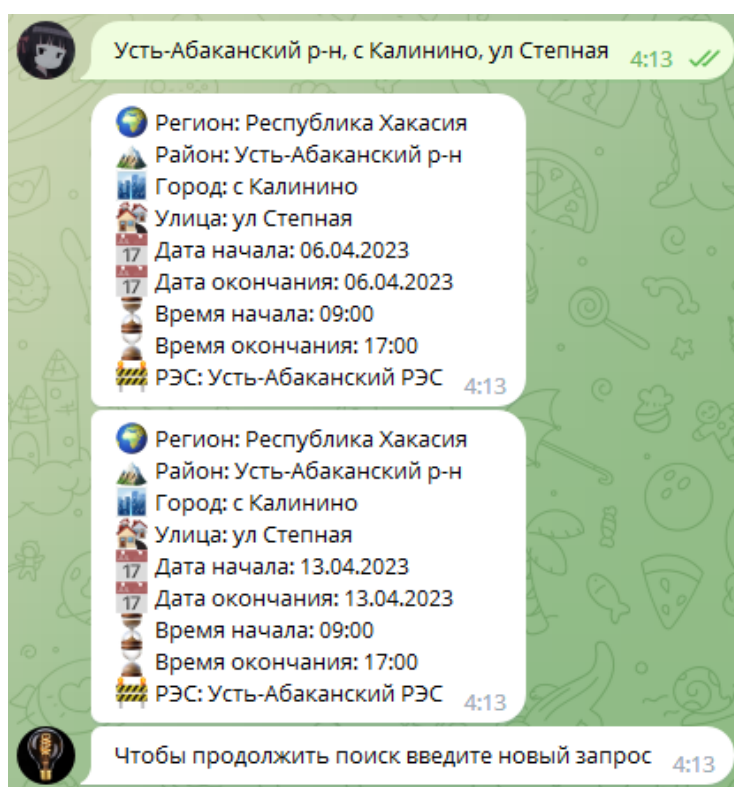 Усть-Абаканский р-н, с Калинино, ул Степная 4:13
🌍 Регион: Республика Хакасия
🏔 Район: Усть-Абаканский р-н
🏙 Город: с Калинино
🏘 Улица: ул Степная
📅 Дата начала: 06.04.2023
📅 Дата окончания: 06.04.2023
⏳ Время начала: 09:00
⌛ Время окончания: 17:00
🚧 РЭС: Усть-Абаканский РЭС 4:13
🌍 Регион: Республика Хакасия
🏔 Район: Усть-Абаканский р-н
🏙 Город: с Калинино
🏘 Улица: ул Степная
📅 Дата начала: 13.04.2023
📅 Дата окончания: 13.04.2023
⏳ Время начала: 09:00
⌛ Время окончания: 17:00
🚧 РЭС: Усть-Абаканский РЭС 4:13
Чтобы продолжить поиск введите новый запрос 4:13